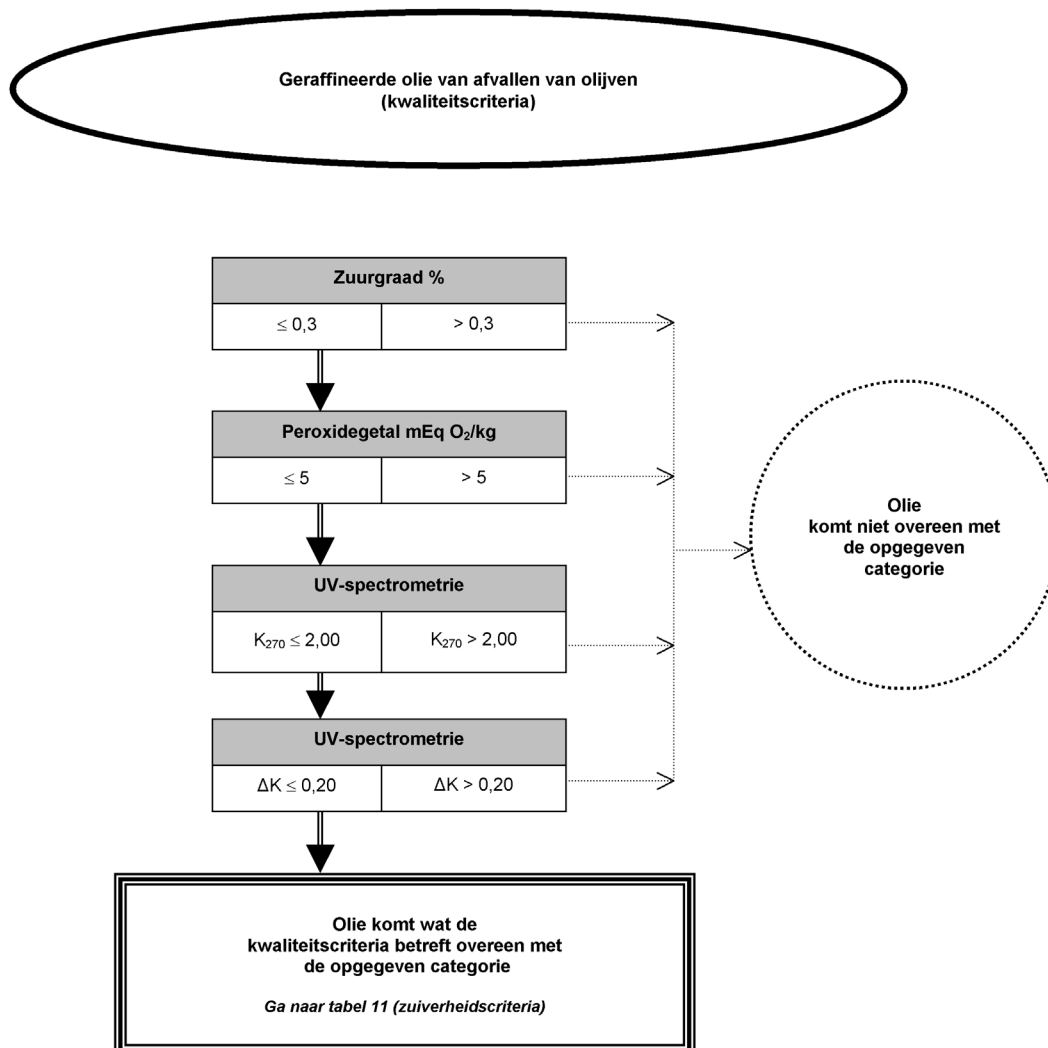 Geraffineerde olie van afvallen van olijven
(kwaliteitscriteria)
Zuurgraad %
≤ 0,3
> 0.3
Peroxidegetal mEq O₂/kg
≤ 5
> 5
UV-spectrometrie
K₂₇₀ ≤ 2,00
K₂₇₀ > 2,00
UV-spectrometrie
ΔK ≤ 0,20
ΔK > 0,20
Olie
komt niet overeen met
de opgegeven
categorie
Olie komt wat de
kwaliteitscriteria betreft overeen met
de opgegeven categorie
Ga naar tabel 11 (zuiverheidscriteria)